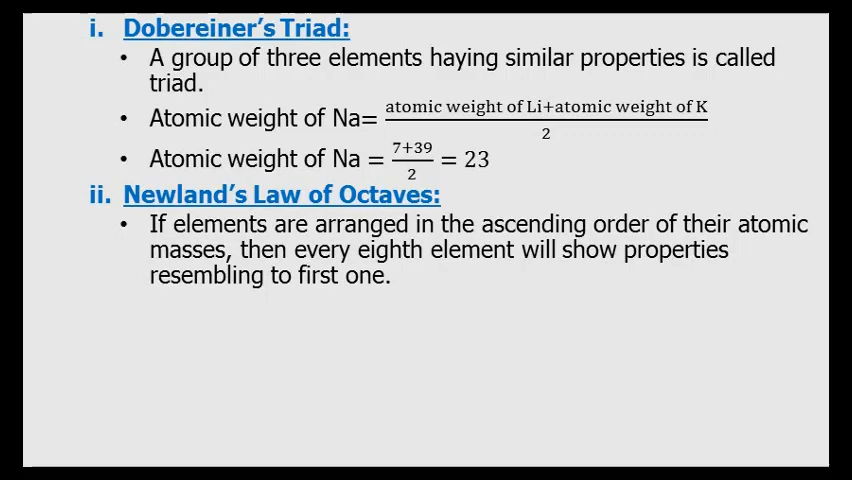 i. Dobereiner's Triad:
• A group of three elements haying similar properties is called
triad.
• Atomic weight of Na= atomic weight of Li+atomic weight of K / 2
• Atomic weight of Na = 7+39 / 2 = 23
ii. Newland's Law of Octaves:
• If elements are arranged in the ascending order of their atomic
masses, then every eighth element will show properties
resembling to first one.